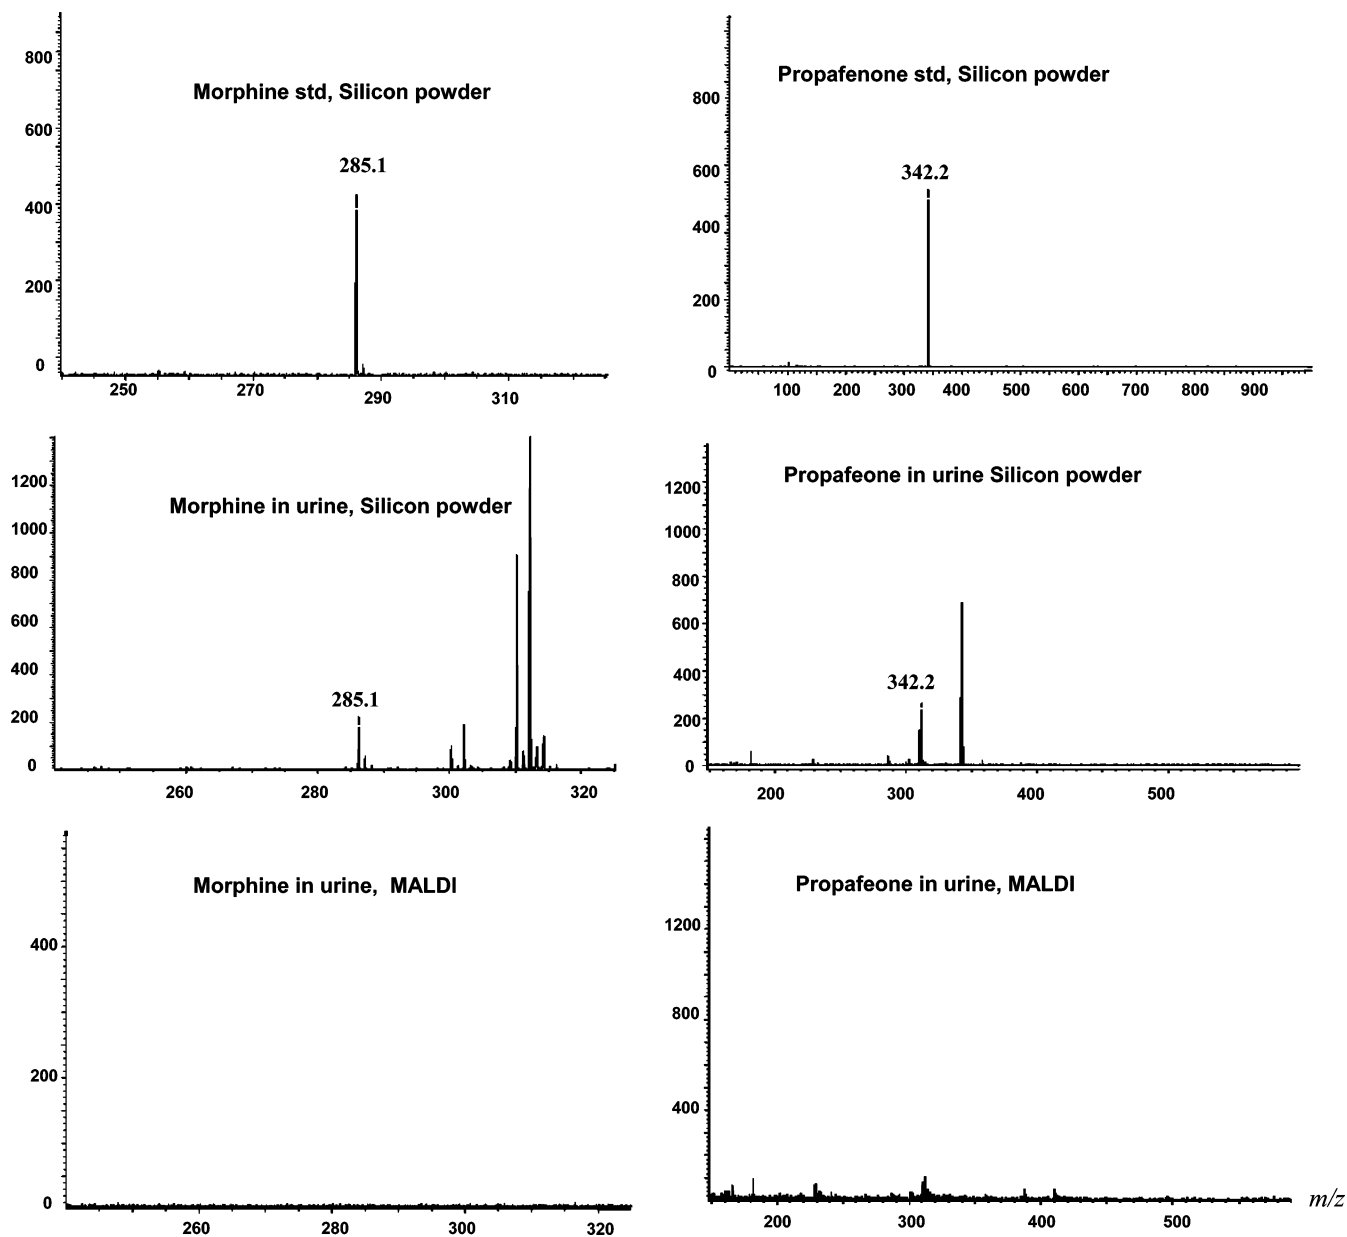 Morphine std, Silicon powder
800
600
400
200
0
285.1
250 270 290 310
Propafenone std, Silicon powder
800
600
400
200
0
342.2
100 200 300 400 500 600 700 800 900
Morphine in urine, Silicon powder
1200
1000
800
600
400
200
0
285.1
260 280 300 320
Propafeone in urine Silicon powder
1200
1000
800
600
400
200
0
342.2
200 300 400 500
Morphine in urine, MALDI
400
200
0
260 280 300 320
Propafeone in urine, MALDI
1200
800
400
200 300 400 500
m/z